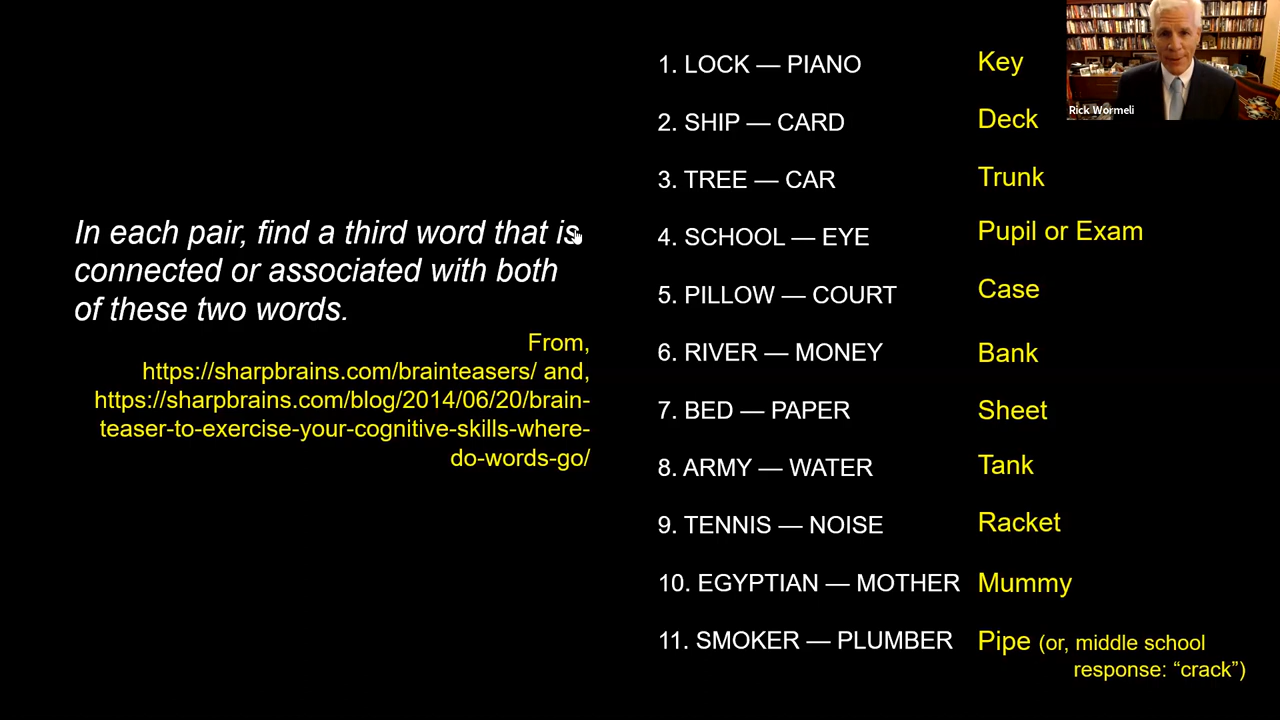 In each pair, find a third word that is
connected or associated with both
of these two words.
From,
https://sharpbrains.com/brainteasers/ and,
https://sharpbrains.com/blog/2014/06/20/brain-
teaser-to-exercise-your-cognitive-skills-where-
do-words-go/
1. LOCK — PIANO Key
2. SHIP — CARD Deck
3. TREE — CAR Trunk
4. SCHOOL — EYE Pupil or Exam
5. PILLOW — COURT Case
6. RIVER — MONEY Bank
7. BED — PAPER Sheet
8. ARMY — WATER Tank
9. TENNIS — NOISE Racket
10. EGYPTIAN — MOTHER Mummy
11. SMOKER — PLUMBER Pipe (or, middle school
response: “crack”)
Rick Wormeli